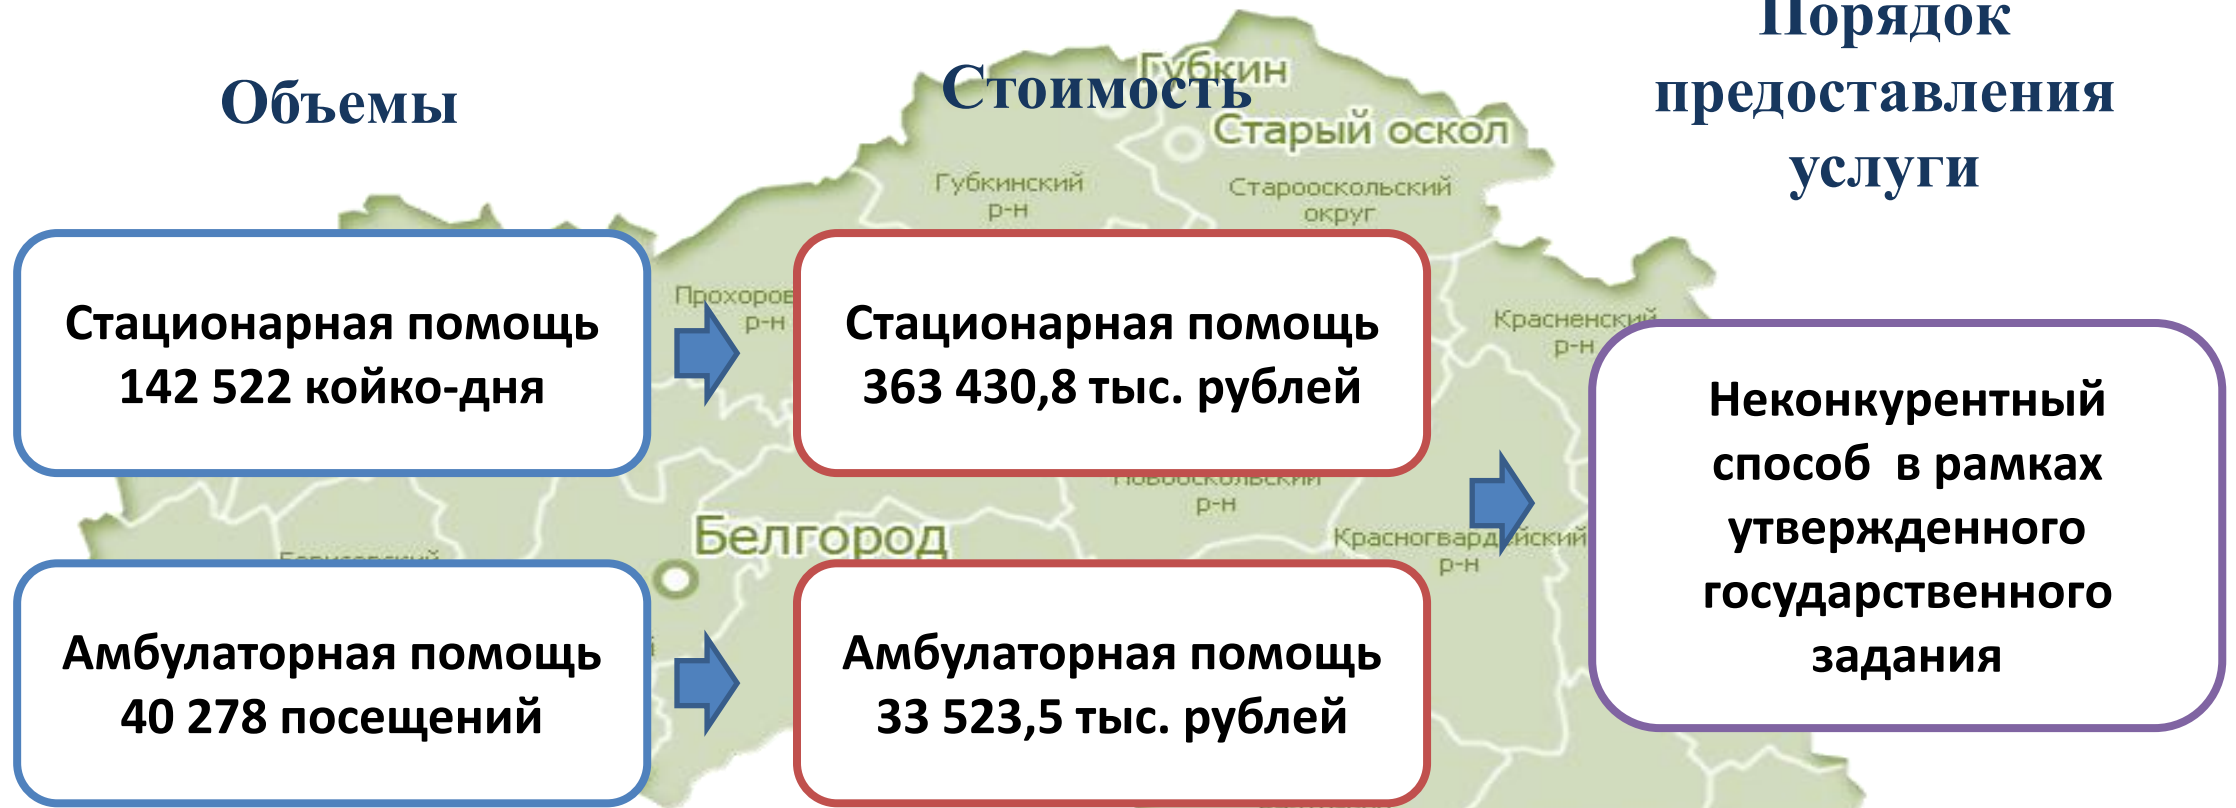 Объемы
Стоимость
Порядок
предоставления
услуги
Губкин
Старый оскол
Губкинский
р-н
Старооскольский
округ
р-н
Красненский
р-н
Стационарная помощь
142 522 койко-дня
Стационарная помощь
363 430,8 тыс. рублей
Неконкурентный
способ в рамках
утвержденного
государственного
задания
Новооскольский
р-н
Белгород
Красногвардейский
р-н
Амбулаторная помощь
40 278 посещений
Амбулаторная помощь
33 523,5 тыс. рублей